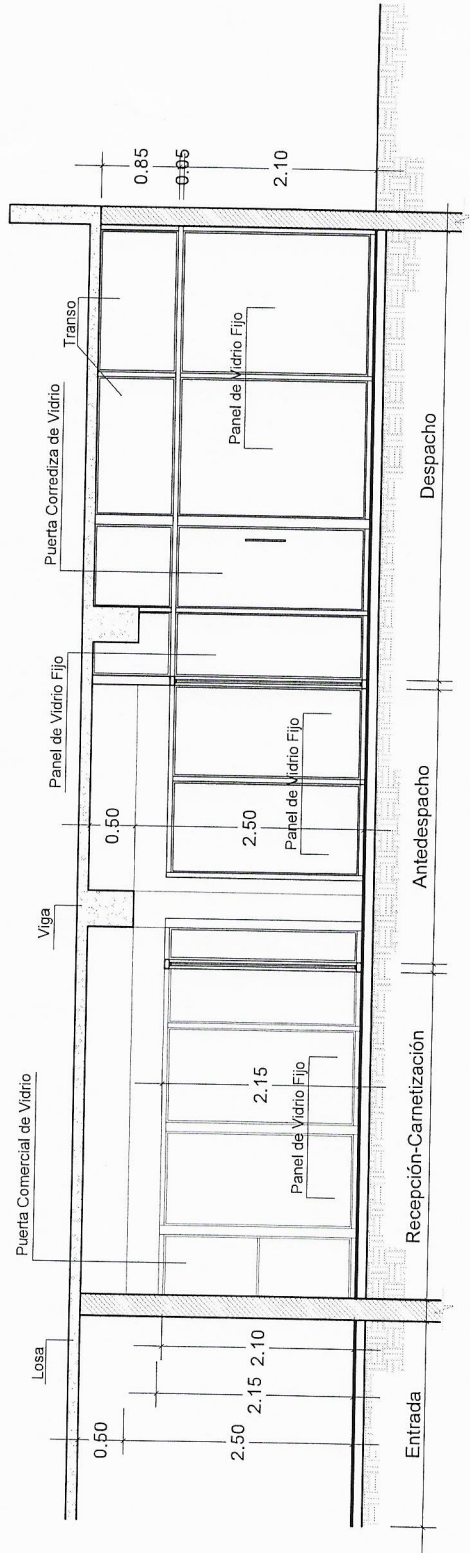 Losa
Puerta Comercial de Vidrio
Viga
Panel de Vidrio Fijo
Puerta Corrediza de Vidrio
Transo
0.50
2.50
2.15
2.10
2.15
Panel de Vidrio Fijo
0.50
2.50
Panel de Vidrio Fijo
Panel de Vidrio Fijo
0.85
0.05
2.10
Entrada
Recepción-Carnetización
Antedespacho
Despacho